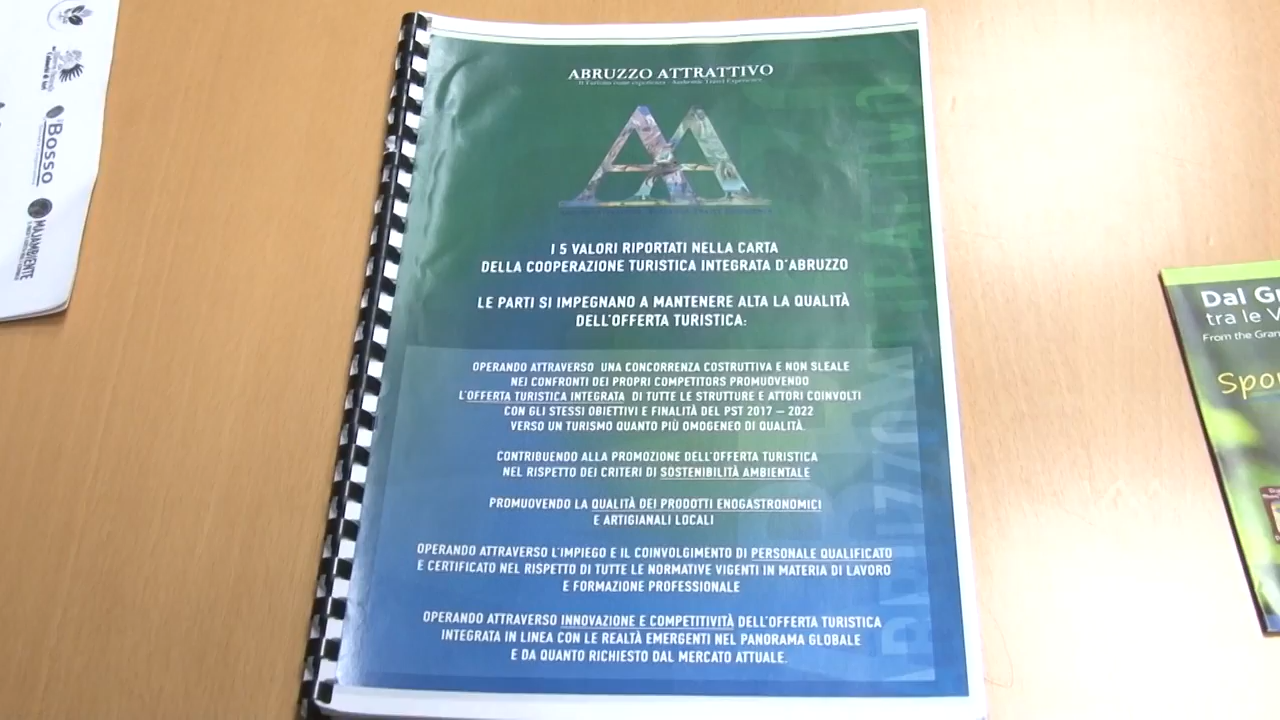 ABRUZZO ATTRATTIVO
I 5 VALORI RIPORTATI NELLA CARTA
DELLA COOPERAZIONE TURISTICA INTEGRATA D'ABRUZZO
LE PARTI SI IMPEGNANO A MANTENERE ALTA LA QUALITÀ
DELL'OFFERTA TURISTICA:
OPERANDO ATTRAVERSO UNA CONCORRENZA COSTRUTTIVA E NON SLEALE
NEI CONFRONTI DEI PROPRI COMPETITORS PROMUOVENDO
L'OFFERTA TURISTICA INTEGRATA DI TUTTE LE STRUTTURE E ATTORI COINVOLTI
CON GLI STESSI OBIETTIVI E FINALITÀ DEL PST 2017 – 2022
VERSO UN TURISMO QUANTO PIÙ OMOGENEO DI QUALITÀ.
CONTRIBUENDO ALLA PROMOZIONE DELL'OFFERTA TURISTICA
NEL RISPETTO DEI CRITERI DI SOSTENIBILITÀ AMBIENTALE
PROMUOVENDO LA QUALITÀ DEI PRODOTTI ENOGASTRONOMICI
E ARTIGIANALI LOCALI
OPERANDO ATTRAVERSO L'IMPIEGO E IL COINVOLGIMENTO DI PERSONALE QUALIFICATO
E CERTIFICATO NEL RISPETTO DI TUTTE LE NORMATIVE VIGENTI IN MATERIA DI LAVORO
E FORMAZIONE PROFESSIONALE
OPERANDO ATTRAVERSO INNOVAZIONE E COMPETITIVITÀ DELL'OFFERTA TURISTICA
INTEGRATA IN LINEA CON LE REALTÀ EMERGENTI NEL PANORAMA GLOBALE
E DA QUANTO RICHIESTO DAL MERCATO ATTUALE.
ABRUZZO ATTRATTIVO
BOSSO
MAJAMBIENTE
Dal G
tra le V
From the Gran
Spo